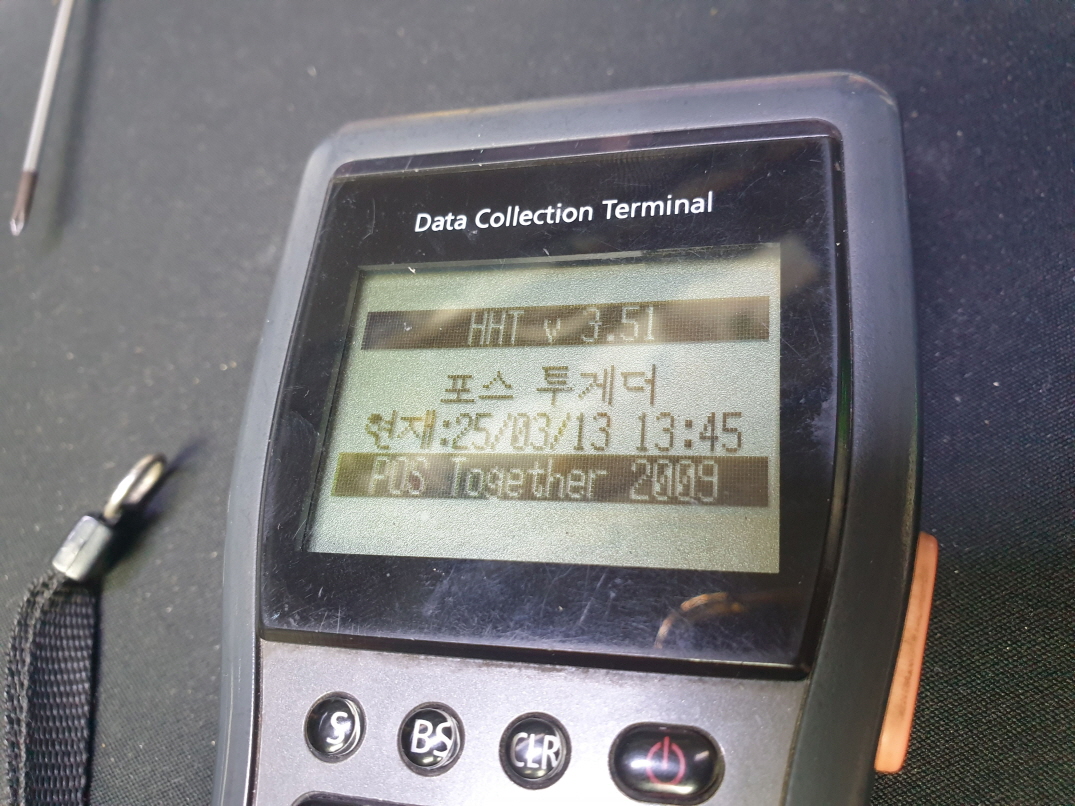 Data Collection Terminal
HHT v 3.51
포스 투게더
현재:25/03/13 13:45
POS Together 2009
S
BS
CLR